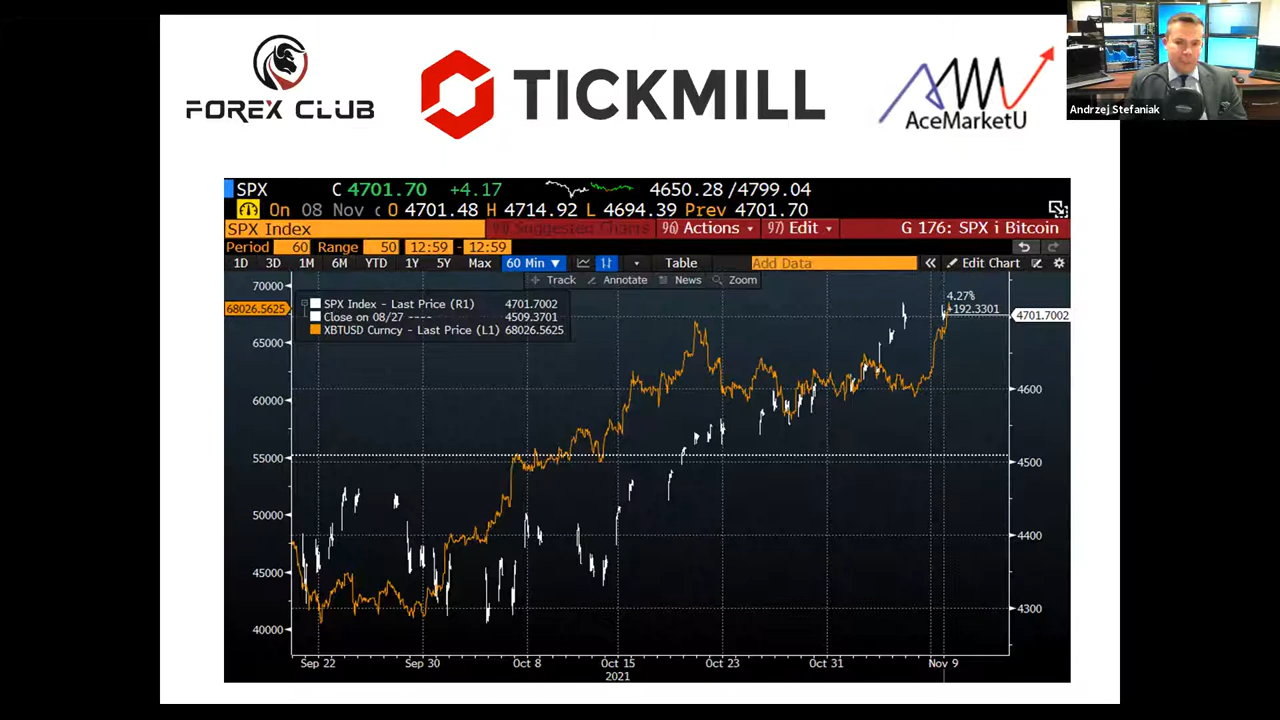 FOREX CLUB
TICKMILL
AceMarketU
Andrzej Stefaniak
SPX C 4701.70 +4.17 4650.28 /4799.04
On 08 Nov d O 4701.48 H 4714.92 L 4694.39 Prev 4701.70
SPX Index Suggested Charts 96) Actions 97) Edit G 176: SPX i Bitcoin
Period 60 Range 50 12:59 - 12:59
1D 3D 1M 6M YTD 1Y 5Y Max 60 Min Table Add Data Edit Chart
Track Annotate News Zoom
SPX Index - Last Price (R1) 4701.7002
Close on 08/27 ---- 4509.3701
XBTUSD Curncy - Last Price (L1) 68026.5625
4.27%
+192.3301
70000
68026.5625
65000
60000
55000
50000
45000
40000
4701.7002
4600
4500
4400
4300
Sep 22 Sep 30 Oct 8 Oct 15 Oct 23 Oct 31 Nov 9
2021